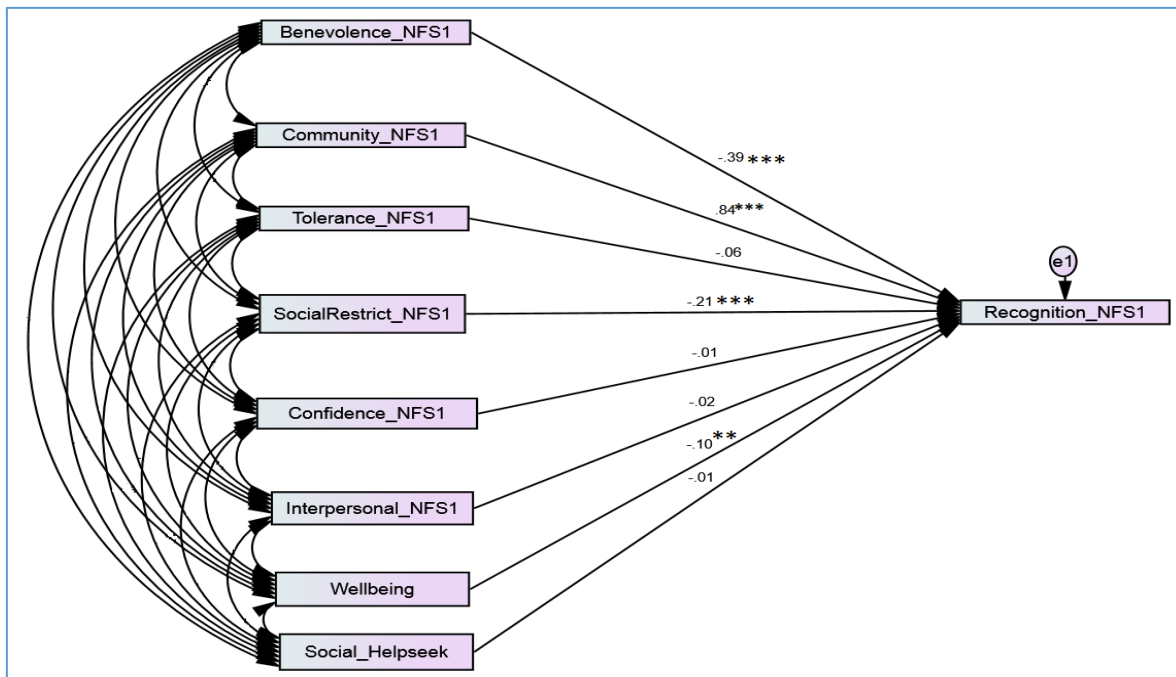 Benevolence_NFS1
Community_NFS1
-.39 ***
.84***
Tolerance_NFS1
-.06
e1
SocialRestrict_NFS1
-.21 ***
Recognition_NFS1
-.01
Confidence_NFS1
-.02
-.10 **
-.01
Interpersonal_NFS1
Wellbeing
Social_Helpseek